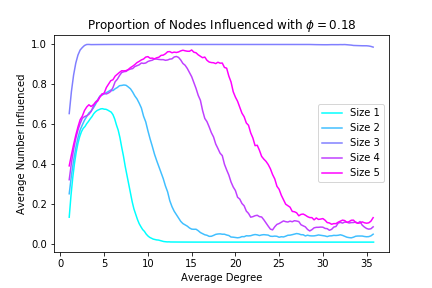 Proportion of Nodes Influenced with ϕ = 0.18
Average Number Influenced
1.0
0.8
0.6
0.4
0.2
0.0
Size 1
Size 2
Size 3
Size 4
Size 5
0 5 10 15 20 25 30 35
Average Degree